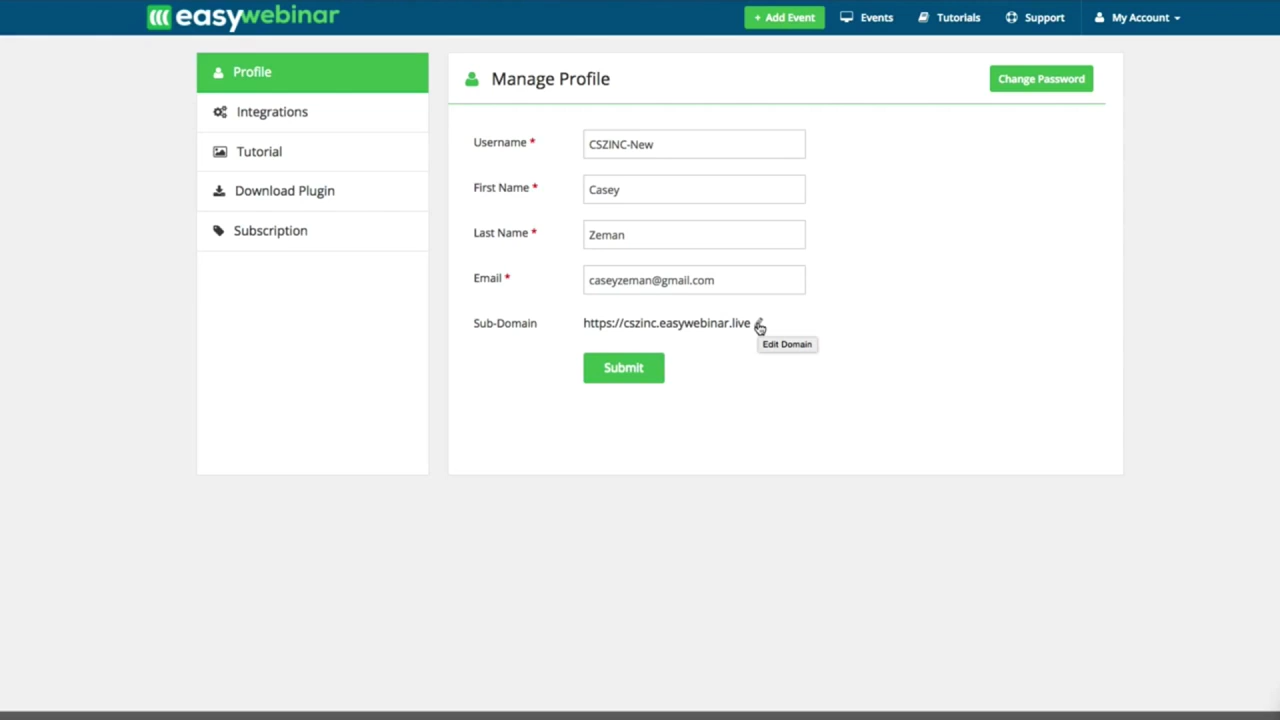 easywebinar
+ Add Event
Events
Tutorials
Support
My Account
Profile
Integrations
Tutorial
Download Plugin
Subscription
Manage Profile
Change Password
Username *
CSZINC-New
First Name *
Casey
Last Name *
Zeman
Email *
caseyzeman@gmail.com
Sub-Domain
https://cszinc.easywebinar.live
Edit Domain
Submit